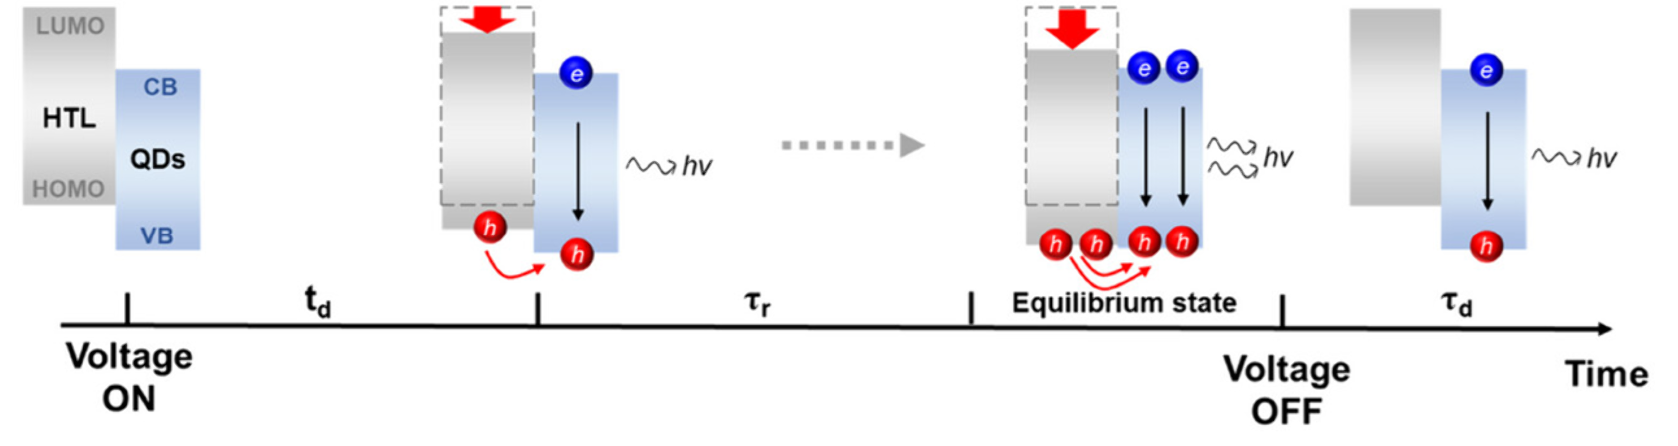 LUMO
HTL
HOMO
CB
QDs
VB
e
h
h
hν
e e
h h h h
hν
e
h
hν
t_d
τ_r
Equilibrium state
τ_d
Voltage
ON
Voltage
OFF
Time